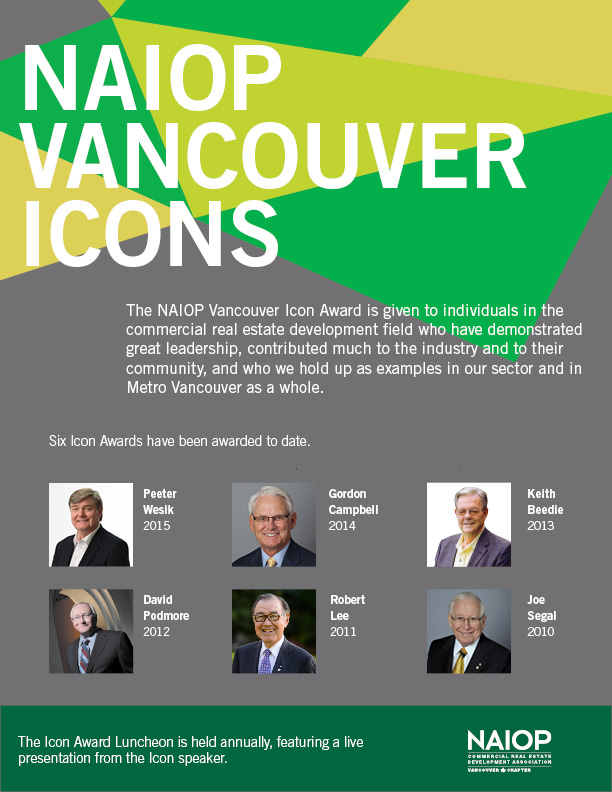 NAIOP
VANCOUVER
ICONS
The NAIOP Vancouver Icon Award is given to individuals in the
commercial real estate development field who have demonstrated
great leadership, contributed much to the industry and to their
community, and who we hold up as examples in our sector and in
Metro Vancouver as a whole.
Six Icon Awards have been awarded to date.
Peeter
Wesik
2015
Gordon
Campbell
2014
Keith
Beedie
2013
David
Podmore
2012
Robert
Lee
2011
Joe
Segal
2010
The Icon Award Luncheon is held annually, featuring a live
presentation from the Icon speaker.
NAIOP
COMMERCIAL REAL ESTATE
DEVELOPMENT ASSOCIATION
VANCOUVER CHAPTER